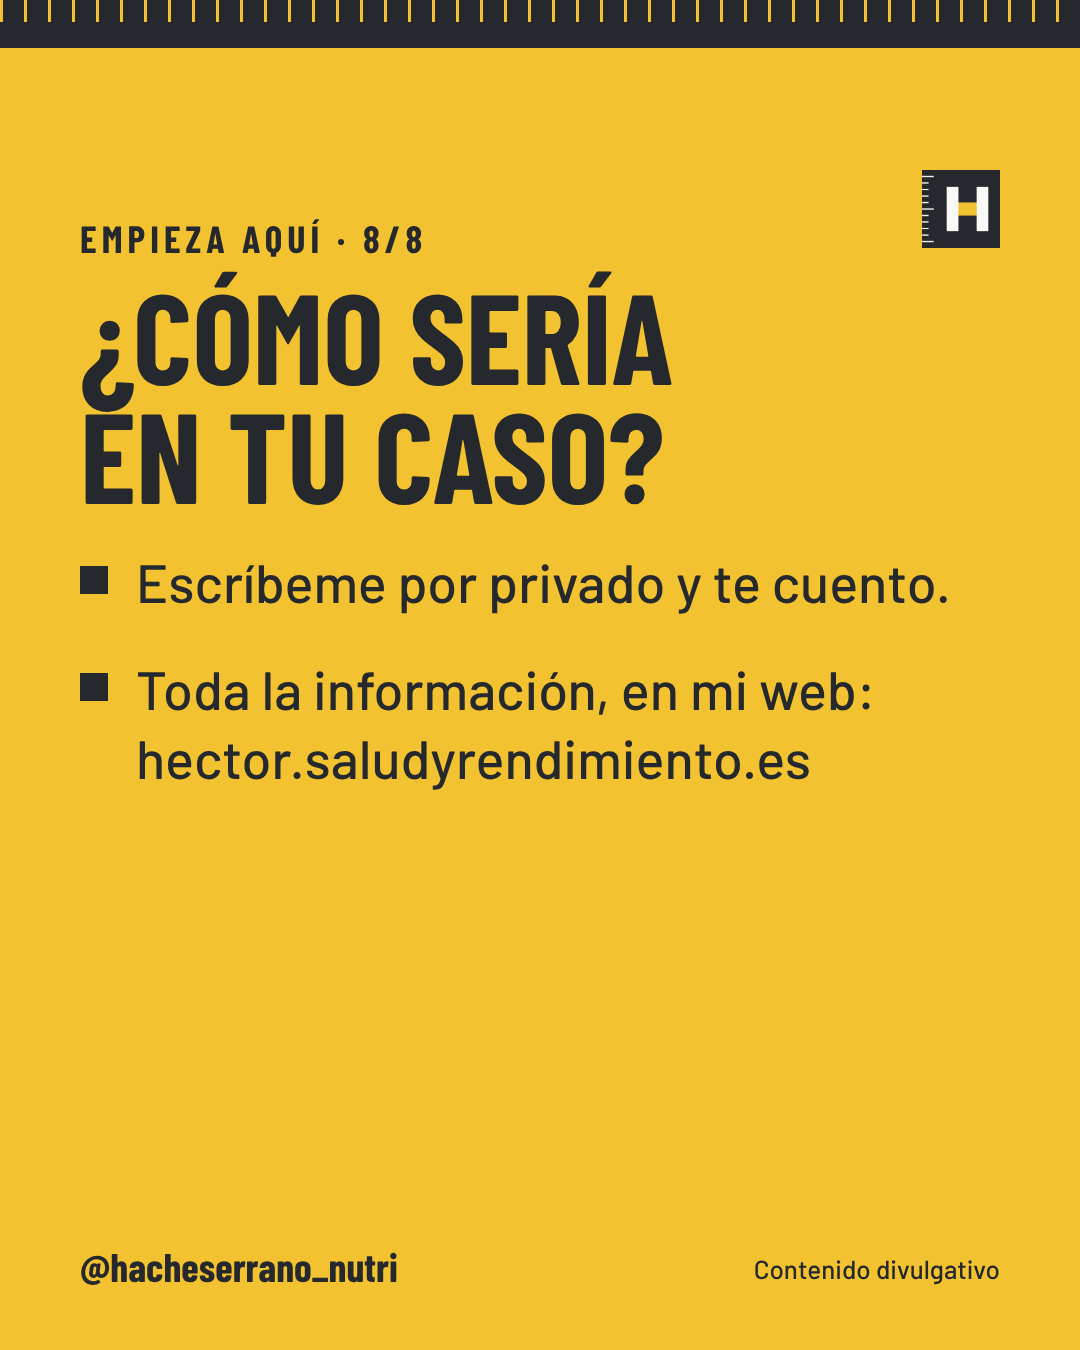 H
EMPIEZA AQUÍ · 8/8
¿CÓMO SERÍA
EN TU CASO?
Escríbeme por privado y te cuento.
Toda la información, en mi web:
hector.saludyrendimiento.es
@hacheserrano_nutri
Contenido divulgativo